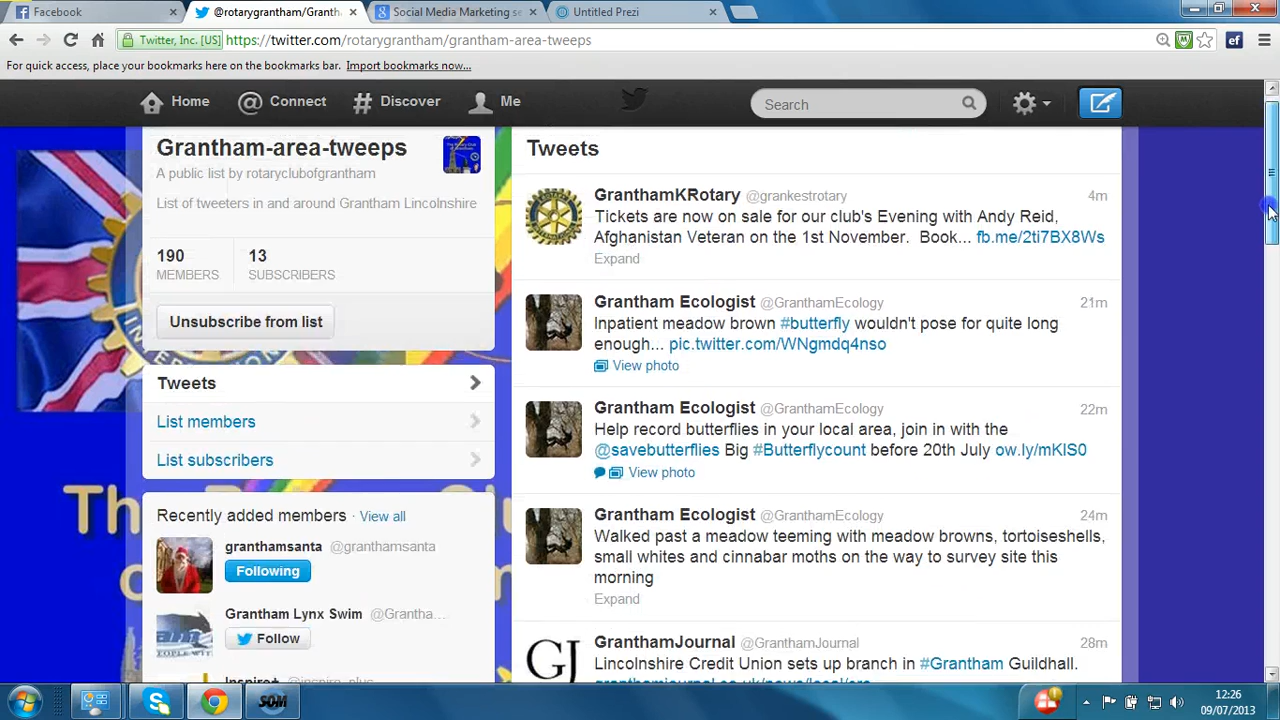 Facebook
@rotarygrantham/Granth
Social Media Marketing se
Untitled Prezi
Twitter, Inc. [US] https://twitter.com/rotarygrantham/grantham-area-tweeps
For quick access, place your bookmarks here on the bookmarks bar. Import bookmarks now...
Home
Connect
Discover
Me
Search
Grantham-area-tweeps
A public list by rotaryclubofgrantham
List of tweeters in and around Grantham Lincolnshire
190
MEMBERS
13
SUBSCRIBERS
Unsubscribe from list
Tweets
List members
List subscribers
Recently added members · View all
granthamsanta @granthamsanta
Following
Grantham Lynx Swim @Grantha...
Follow
Inspire+ @inspire_plus
Tweets
GranthamKRotary @grankestrotary 4m
Tickets are now on sale for our club's Evening with Andy Reid,
Afghanistan Veteran on the 1st November. Book... fb.me/2ti7BX8Ws
Expand
Grantham Ecologist @GranthamEcology 21m
Inpatient meadow brown #butterfly wouldn't pose for quite long
enough... pic.twitter.com/WNgmdq4nso
View photo
Grantham Ecologist @GranthamEcology 22m
Help record butterflies in your local area, join in with the
@savebutterflies Big #Butterflycount before 20th July ow.ly/mKlS0
View photo
Grantham Ecologist @GranthamEcology 24m
Walked past a meadow teeming with meadow browns, tortoiseshells,
small whites and cinnabar moths on the way to survey site this
morning
Expand
GJ
GranthamJournal @GranthamJournal 28m
Lincolnshire Credit Union sets up branch in #Grantham Guildhall.
ef
SOM
12:26
09/07/2013